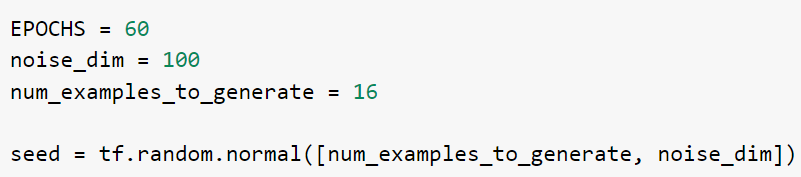 EPOCHS = 60
noise_dim = 100
num_examples_to_generate = 16
seed = tf.random.normal([num_examples_to_generate, noise_dim])